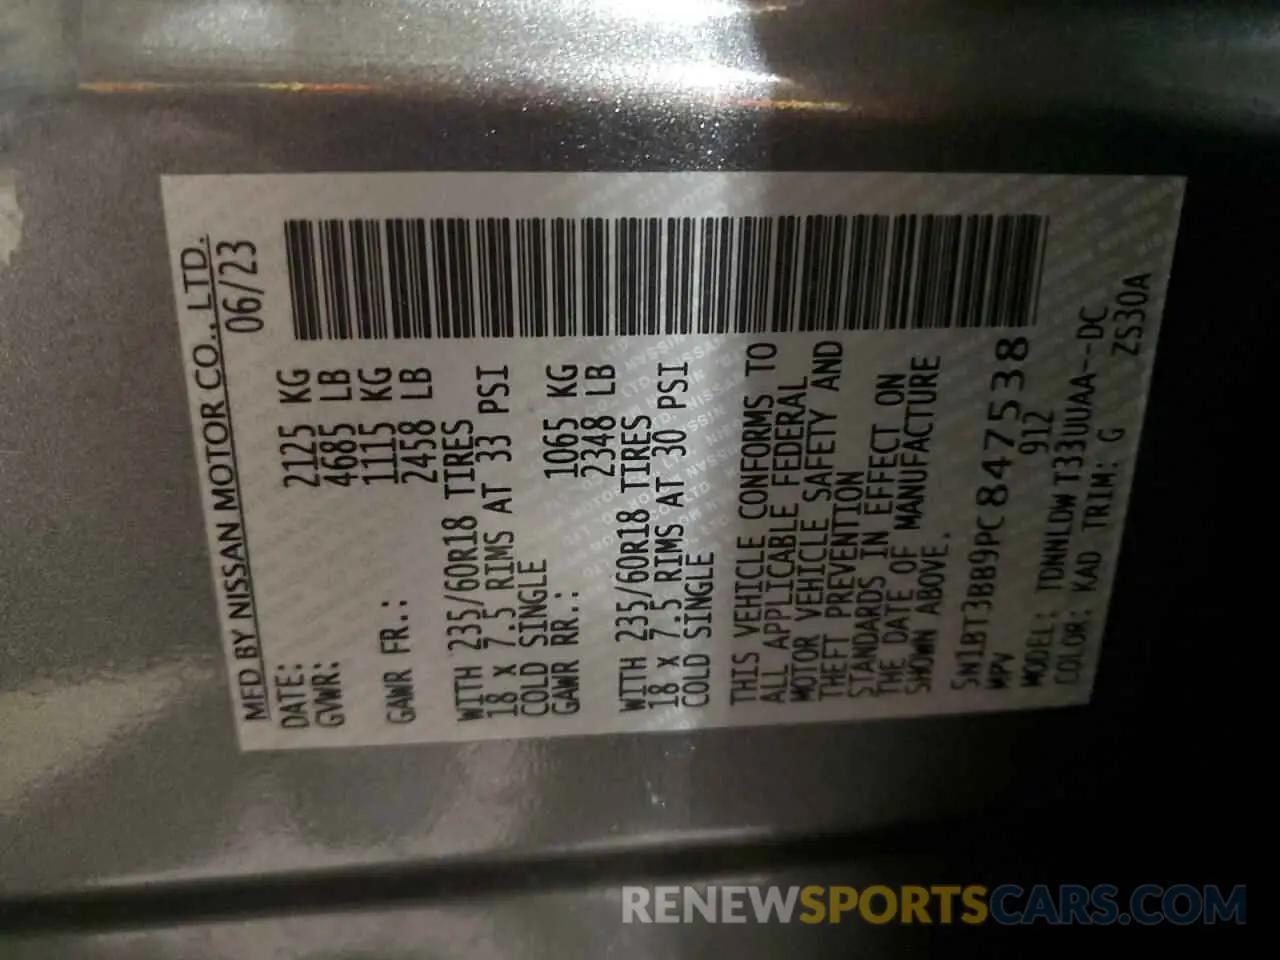 MFD BY NISSAN MOTOR CO., LTD.
DATE: 06/23
GVWR: 2125 KG
4685 LB
GAWR FR.: 1115 KG
2458 LB
WITH 235/60R18 TIRES
18 X 7.5 RIMS AT 33 PSI
COLD SINGLE
GAWR RR.: 1065 KG
2348 LB
WITH 235/60R18 TIRES
18 X 7.5 RIMS AT 30 PSI
COLD SINGLE
THIS VEHICLE CONFORMS TO
ALL APPLICABLE FEDERAL
MOTOR VEHICLE SAFETY AND
THEFT PREVENTION
STANDARDS IN EFFECT ON
THE DATE OF MANUFACTURE
SHOWN ABOVE.
5N1BT3BB9PC847538
MPV 912
MODEL: TDNNLDWT33UUAA--DC
COLOR: KAD TRIM: G ZS30A
RENEWSPORTSCARS.COM